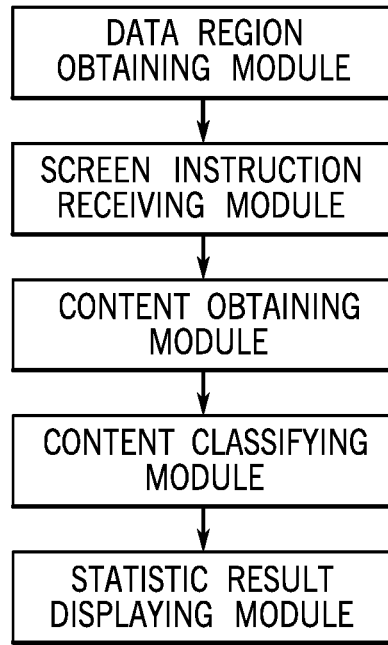 DATA REGION
OBTAINING MODULE
SCREEN INSTRUCTION
RECEIVING MODULE
CONTENT OBTAINING
MODULE
CONTENT CLASSIFYING
MODULE
STATISTIC RESULT
DISPLAYING MODULE